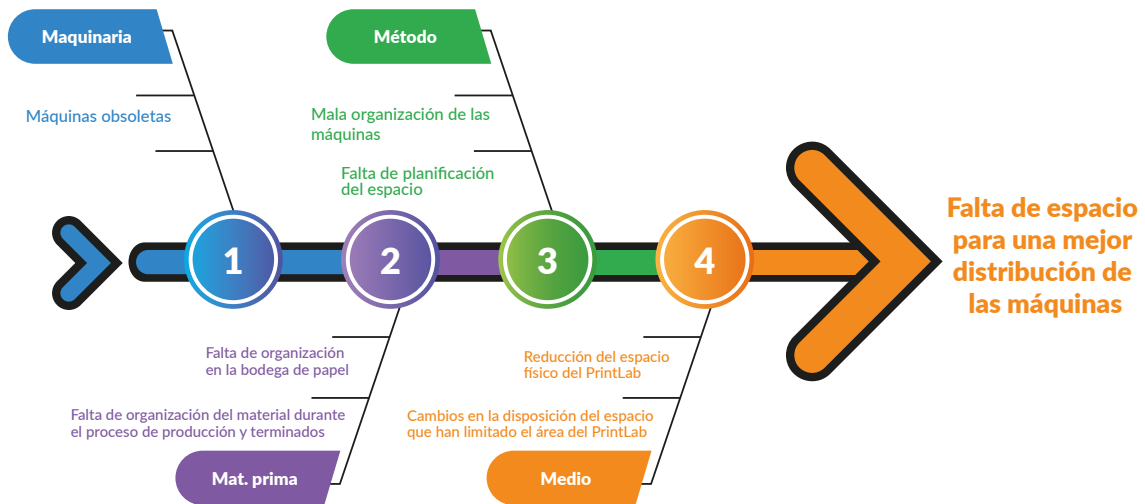 Maquinaria
Máquinas obsoletas
Método
Mala organización de las
máquinas
Falta de planificación
del espacio
1
2
3
4
Falta de espacio
para una mejor
distribución de
las máquinas
Falta de organización
en la bodega de papel
Falta de organización del material durante
el proceso de producción y terminados
Mat. prima
Reducción del espacio
físico del PrintLab
Cambios en la disposición del espacio
que han limitado el área del PrintLab
Medio